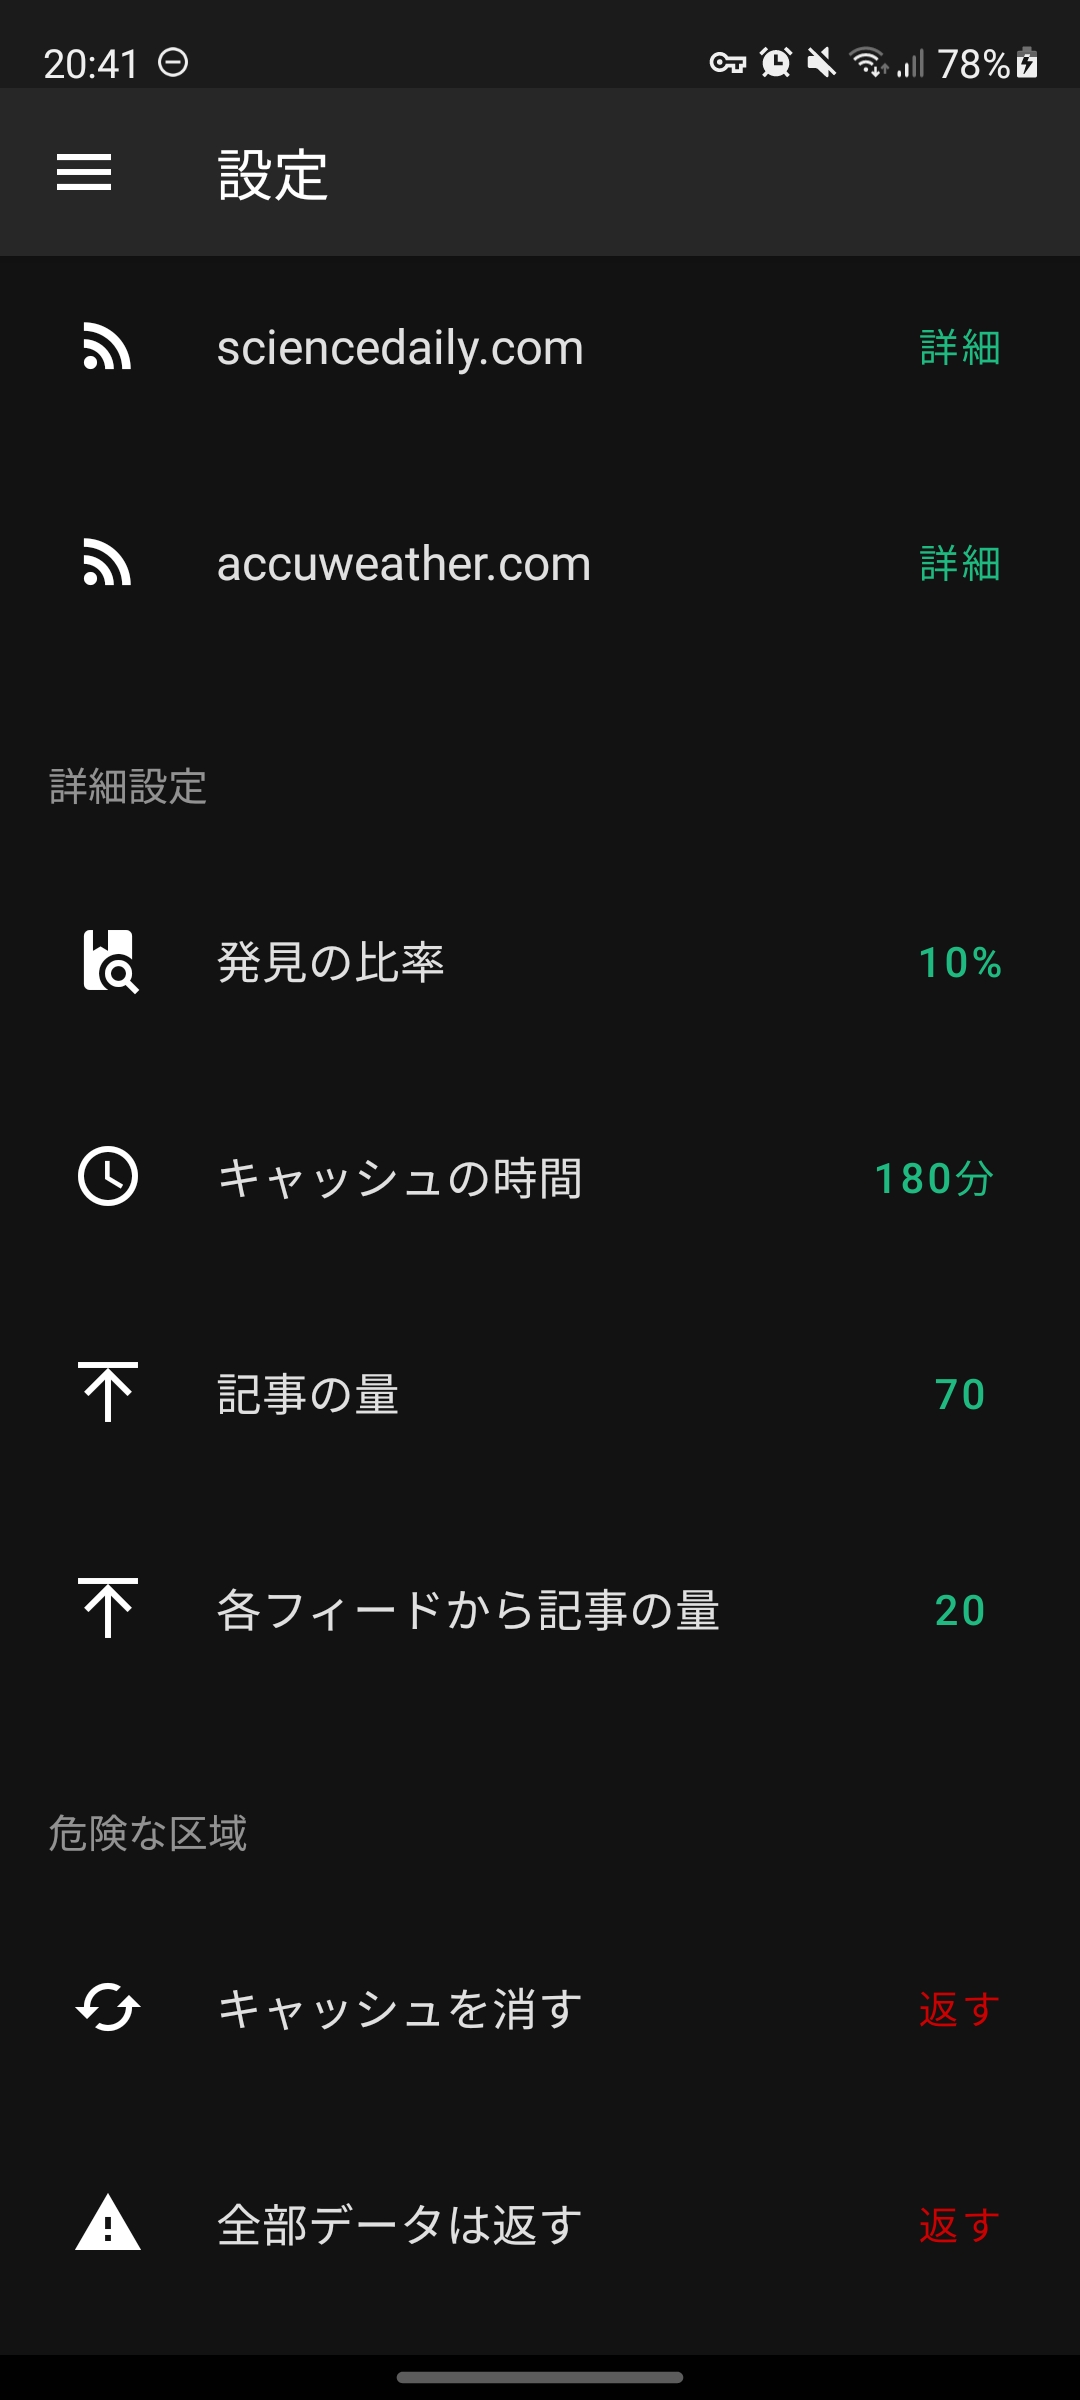 20:41
78%
設定
sciencedaily.com 詳細
accuweather.com 詳細
詳細設定
発見の比率 10%
キャッシュの時間 180分
記事の量 70
各フィードから記事の量 20
危険な区域
キャッシュを消す 返す
全部データは返す 返す